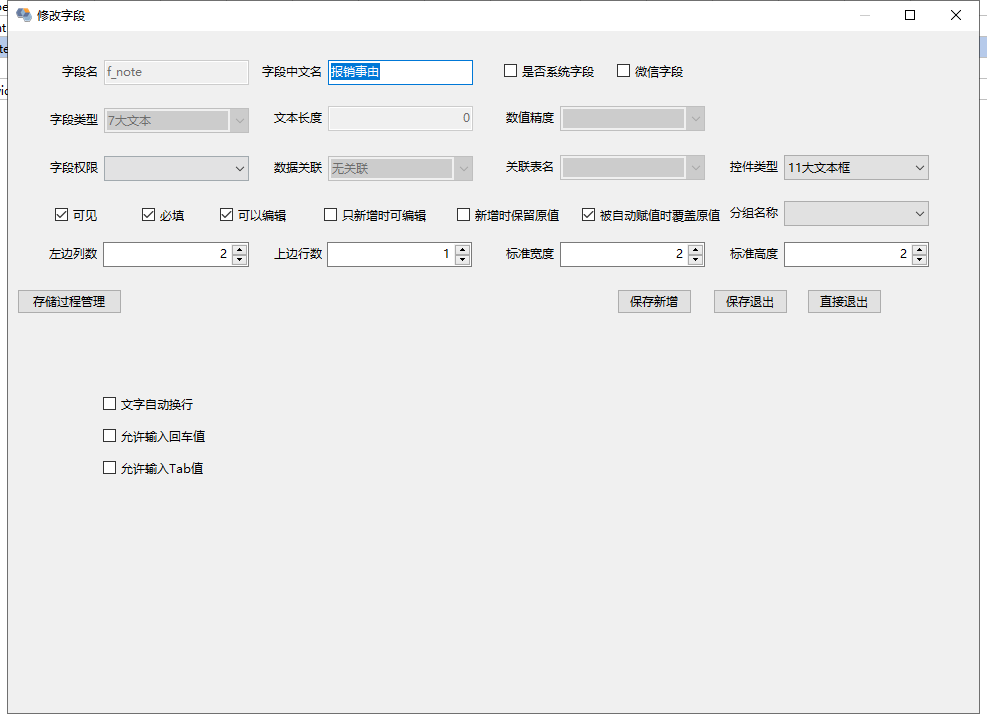 修改字段
字段名 f_note 字段中文名 报销事由 是否系统字段 微信字段
字段类型 7大文本 文本长度 0 数值精度
字段权限 数据关联 无关联 关联表名 控件类型 11大文本框
可见 必填 可以编辑 只新增时可编辑 新增时保留原值 被自动赋值时覆盖原值 分组名称
左边列数 2 上边行数 1 标准宽度 2 标准高度 2
存储过程管理 保存新增 保存退出 直接退出
文字自动换行
允许输入回车值
允许输入Tab值